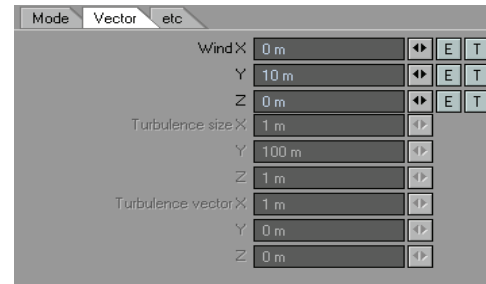 Mode Vector etc
Wind X 0 m E T
Y 10 m E T
Z 0 m E T
Turbulence size X 1 m
Y 100 m
Z 1 m
Turbulence vector X 1 m
Y 0 m
Z 0 m